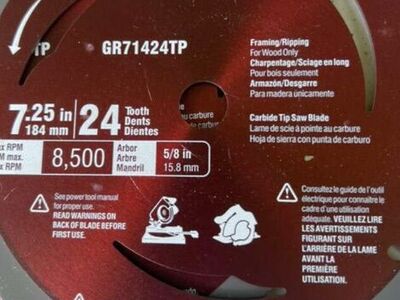 TP
GR71424TP
Framing/Ripping
For Wood Only
Charpentage/Sciage en long
Pour bois seulement
Armazón/Desgarre
Para madera únicamente
7.25 in
184 mm
24
Tooth
Dents
Dientes
au carbure
carburo
Carbide Tip Saw Blade
Lame de scie à pointe au carbure
Hoja de sierra con punta de carburo
RPM
max.
max. RPM
8,500
Arbor
Arbre
Mandril
5/8 in
15.8 mm
See power tool manual
for proper use.
READ WARNINGS ON
BACK OF BLADE BEFORE
FIRST USE.
Consultez le guide de l'outil
électrique pour connaître le
cadre d'une utilisation
adéquate. VEUILLEZ LIRE
LES AVERTISSEMENTS
FIGURANT SUR
L'ARRIÈRE DE LA LAME
AVANT LA
PREMIÈRE
UTILISATION.